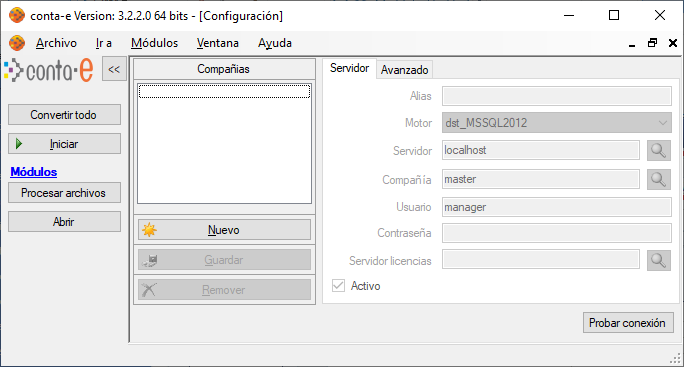 conta-e Version: 3.2.2.0 64 bits - [Configuración]
Archivo Ir a Módulos Ventana Ayuda
conta-e
<<
Convertir todo
Iniciar
Módulos
Procesar archivos
Abrir
Compañias
Nuevo
Guardar
Remover
Servidor Avanzado
Alias
Motor dst_MSSQL2012
Servidor localhost
Compañía master
Usuario manager
Contraseña
Servidor licencias
Activo
Probar conexión